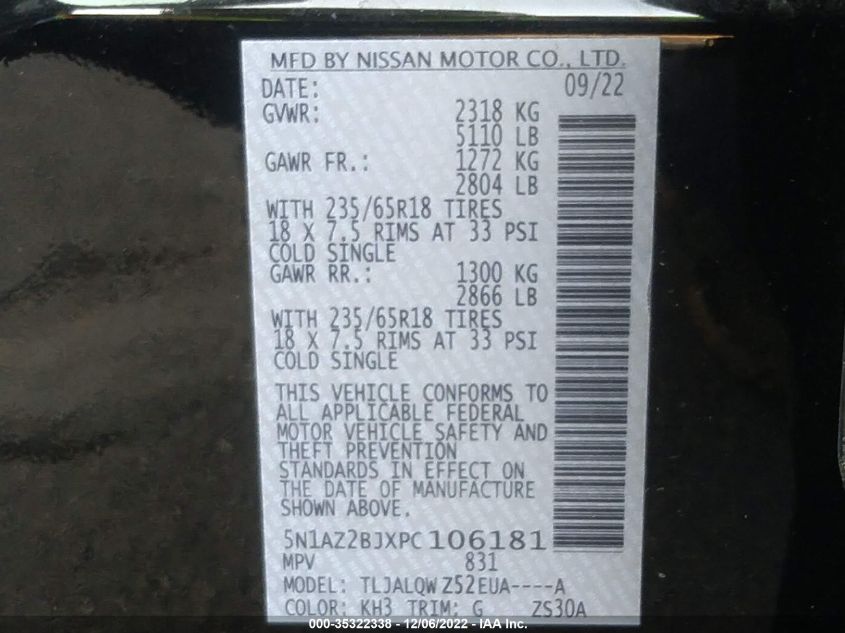 MFD BY NISSAN MOTOR CO., LTD.
DATE: 09/22
GVWR: 2318 KG
5110 LB
GAWR FR.: 1272 KG
2804 LB
WITH 235/65R18 TIRES
18 X 7.5 RIMS AT 33 PSI
COLD SINGLE
GAWR RR.: 1300 KG
2866 LB
WITH 235/65R18 TIRES
18 X 7.5 RIMS AT 33 PSI
COLD SINGLE
THIS VEHICLE CONFORMS TO
ALL APPLICABLE FEDERAL
MOTOR VEHICLE SAFETY AND
THEFT PREVENTION
STANDARDS IN EFFECT ON
THE DATE OF MANUFACTURE
SHOWN ABOVE.
5N1AZ2BJXPC106181
MPV 831
MODEL: TLJALQW Z52EUA----A
COLOR: KH3 TRIM: G ZS30A
000-35322338 - 12/06/2022 - IAA Inc.